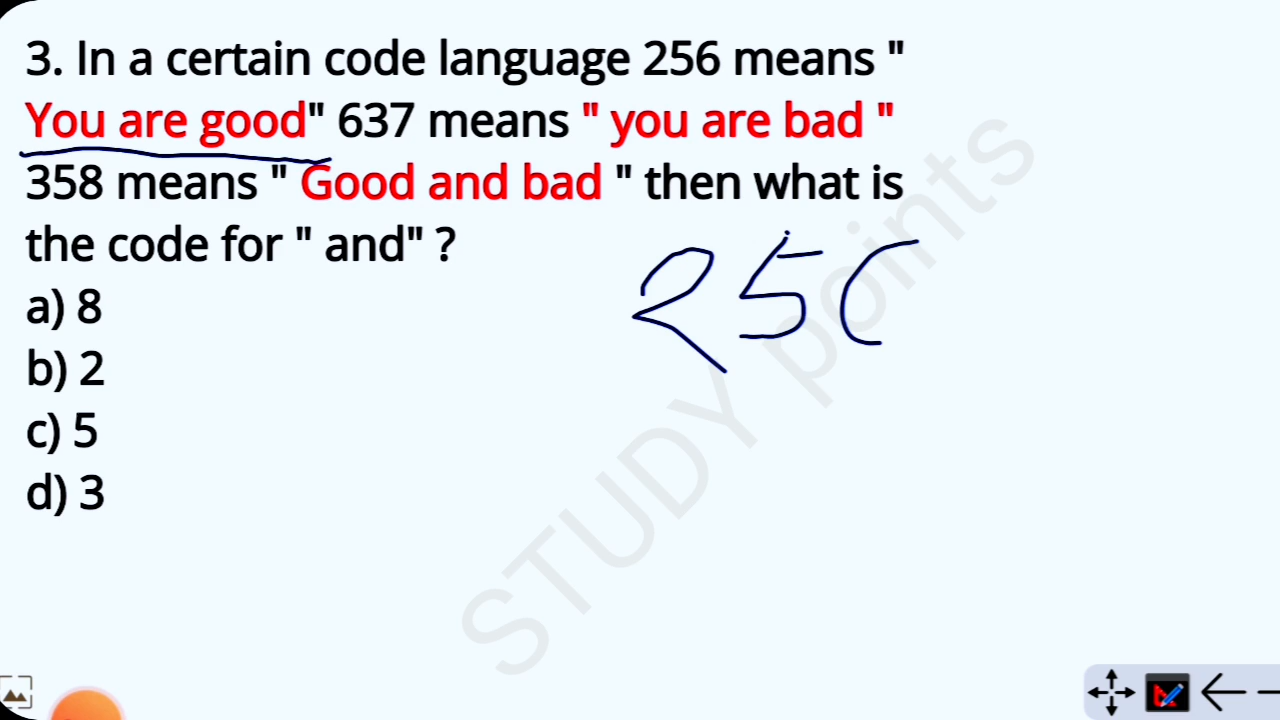 3. In a certain code language 256 means "
You are good" 637 means " you are bad "
358 means " Good and bad " then what is
the code for " and" ?
a) 8
b) 2
c) 5
d) 3
25
STUDY points